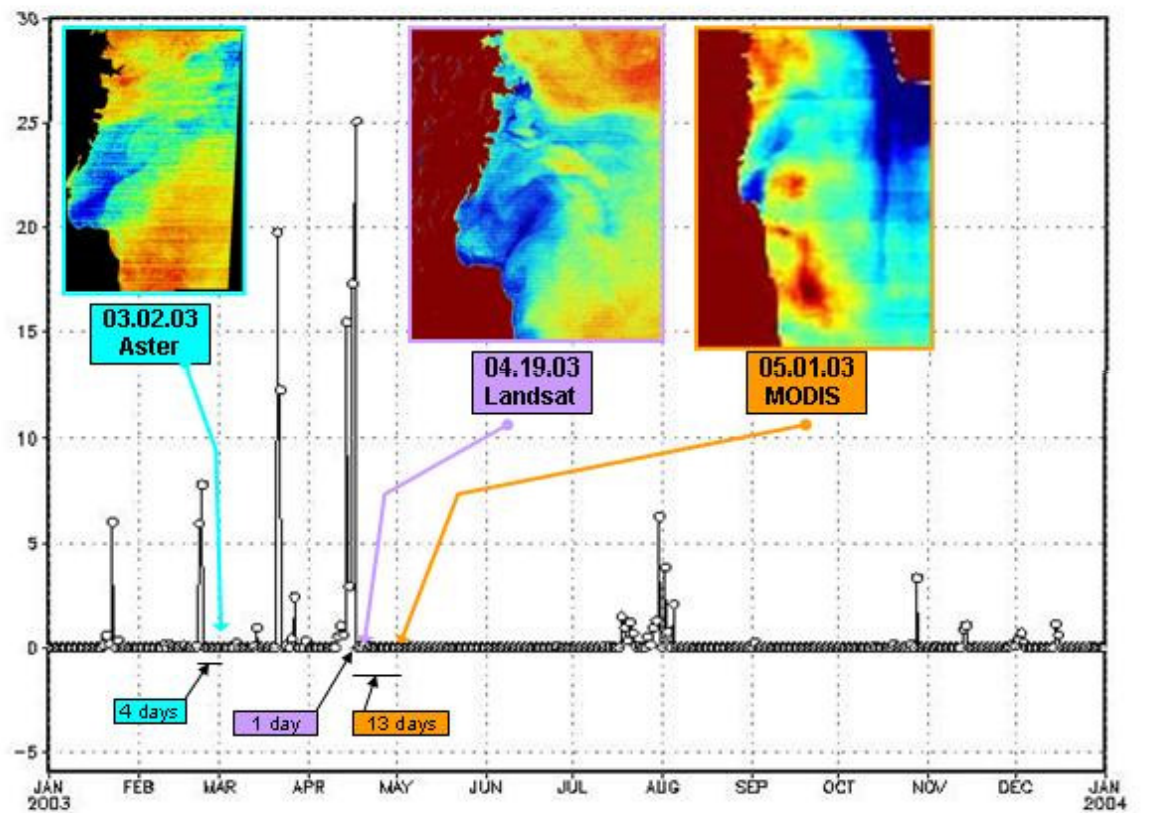 30
25
20
15
10
5
0
-5
03.02.03
Aster
04.19.03
Landsat
05.01.03
MODIS
4 days
1 day
13 days
JAN FEB MAR APR MAY JUN JUL AUG SEP OCT NOV DEC JAN
2003 2004